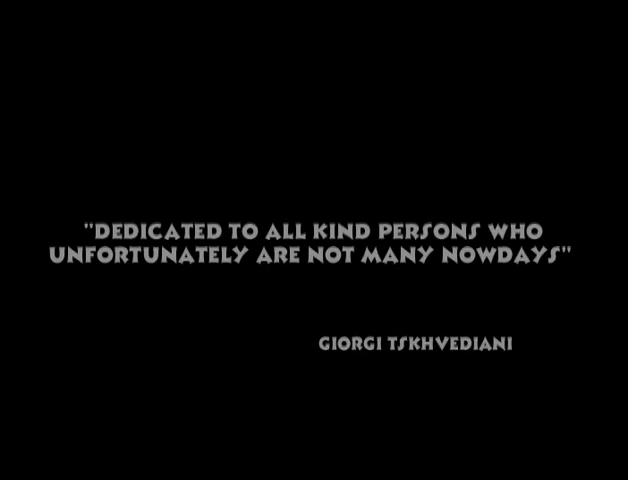 "DEDICATED TO ALL KIND PERSONS WHO
UNFORTUNATELY ARE NOT MANY NOWDAYS"
GIORGI TSKHVEDIANI